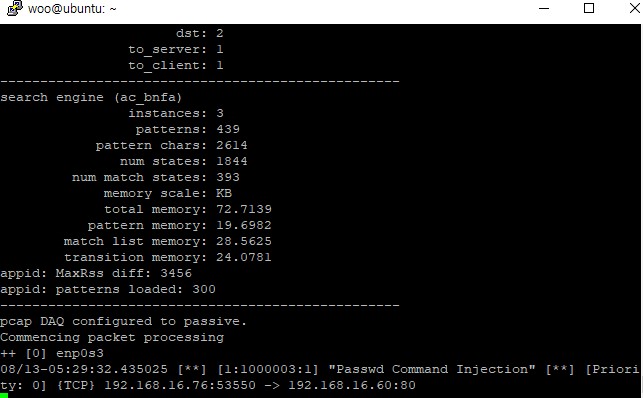 woo@ubuntu: ~
dst: 2
to_server: 1
to_client: 1
--------------------------------------------------
search engine (ac_bnfa)
instances: 3
patterns: 439
pattern chars: 2614
num states: 1844
num match states: 393
memory scale: KB
total memory: 72.7139
pattern memory: 19.6982
match list memory: 28.5625
transition memory: 24.0781
appid: MaxRss diff: 3456
appid: patterns loaded: 300
--------------------------------------------------
pcap DAQ configured to passive.
Commencing packet processing
++ [0] enp0s3
08/13-05:29:32.435025 [**] [1:1000003:1] "Passwd Command Injection" [**] [Priori
ty: 0] {TCP} 192.168.16.76:53550 -> 192.168.16.60:80